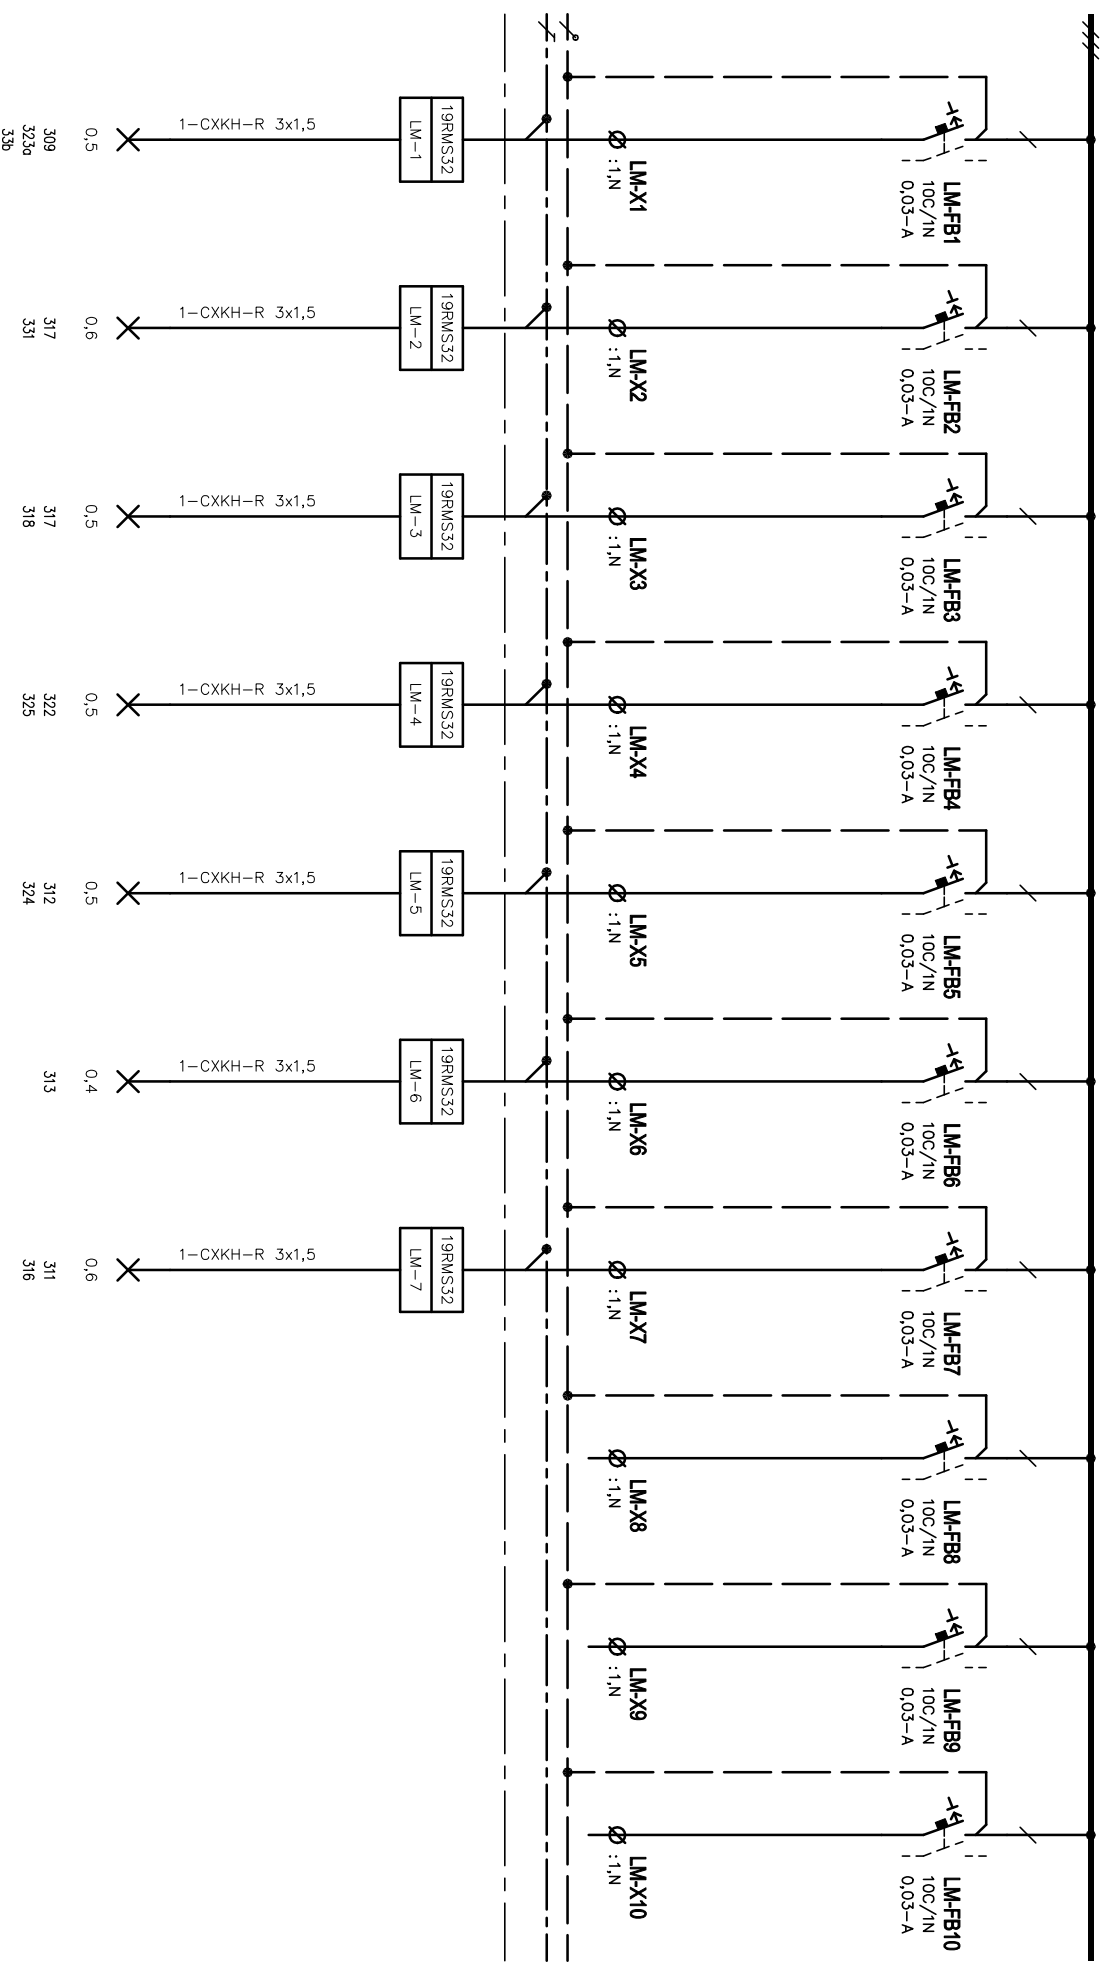 LM-FB1
10C/1N
0,03-A
LM-X1
:1,N
19RMS32
LM-1
1-CXKH-R 3x1,5
0,5
309
323a
33b
LM-FB2
10C/1N
0,03-A
LM-X2
:1,N
19RMS32
LM-2
1-CXKH-R 3x1,5
0,6
317
331
LM-FB3
10C/1N
0,03-A
LM-X3
:1,N
19RMS32
LM-3
1-CXKH-R 3x1,5
0,5
317
318
LM-FB4
10C/1N
0,03-A
LM-X4
:1,N
19RMS32
LM-4
1-CXKH-R 3x1,5
0,5
322
325
LM-FB5
10C/1N
0,03-A
LM-X5
:1,N
19RMS32
LM-5
1-CXKH-R 3x1,5
0,5
312
324
LM-FB6
10C/1N
0,03-A
LM-X6
:1,N
19RMS32
LM-6
1-CXKH-R 3x1,5
0,4
313
LM-FB7
10C/1N
0,03-A
LM-X7
:1,N
19RMS32
LM-7
1-CXKH-R 3x1,5
0,6
311
316
LM-FB8
10C/1N
0,03-A
LM-X8
:1,N
LM-FB9
10C/1N
0,03-A
LM-X9
:1,N
LM-FB10
10C/1N
0,03-A
LM-X10
:1,N